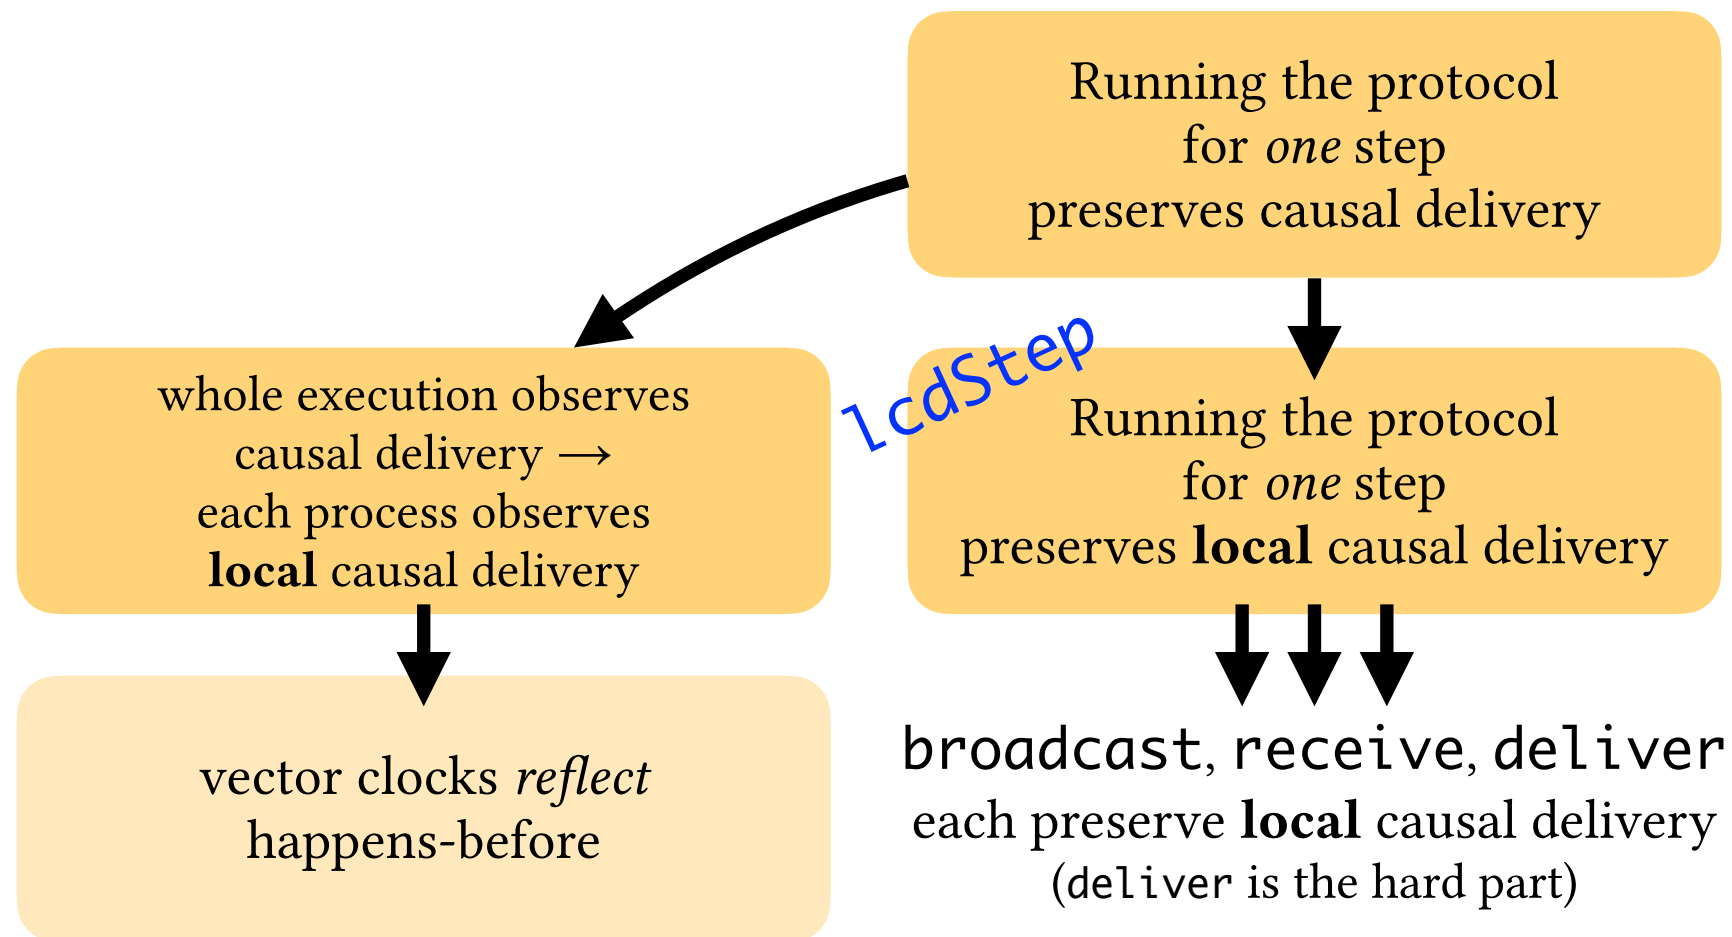 Running the protocol
for one step
preserves causal delivery
whole execution observes
causal delivery →
each process observes
local causal delivery
lcdStep
Running the protocol
for one step
preserves local causal delivery
vector clocks reflect
happens-before
broadcast, receive, deliver
each preserve local causal delivery
(deliver is the hard part)